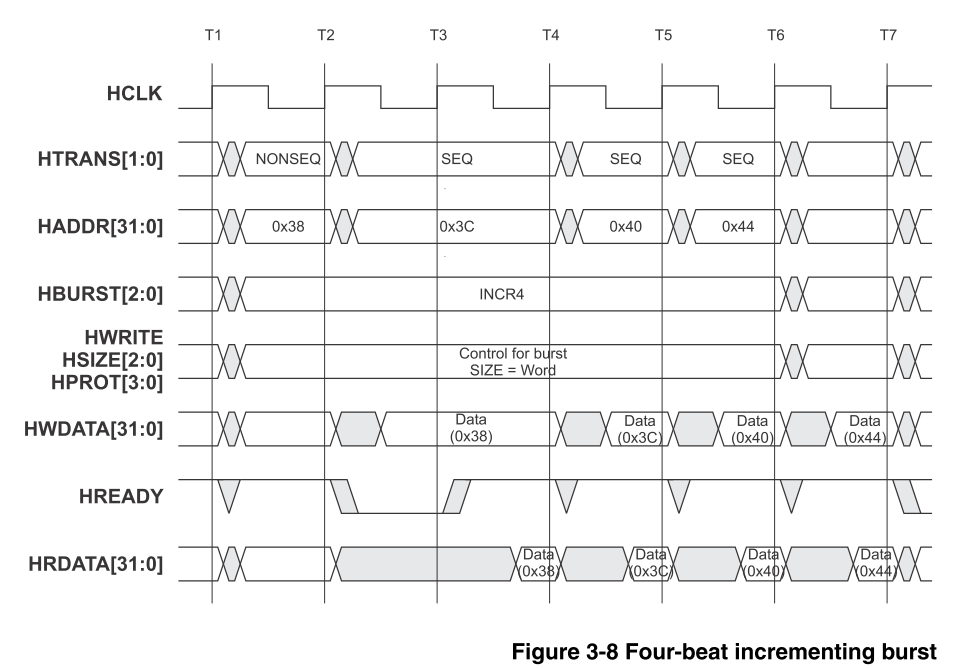 T1 T2 T3 T4 T5 T6 T7
HCLK
HTRANS[1:0] NONSEQ SEQ SEQ SEQ
HADDR[31:0] 0x38 0x3C 0x40 0x44
HBURST[2:0] INCR4
HWRITE
HSIZE[2:0]
HPROT[3:0]
Control for burst
SIZE = Word
HWDATA[31:0]
Data Data Data Data
(0x38) (0x3C) (0x40) (0x44)
HREADY
HRDATA[31:0]
Data Data Data Data
(0x38) (0x3C) (0x40) (0x44)
Figure 3-8 Four-beat incrementing burst